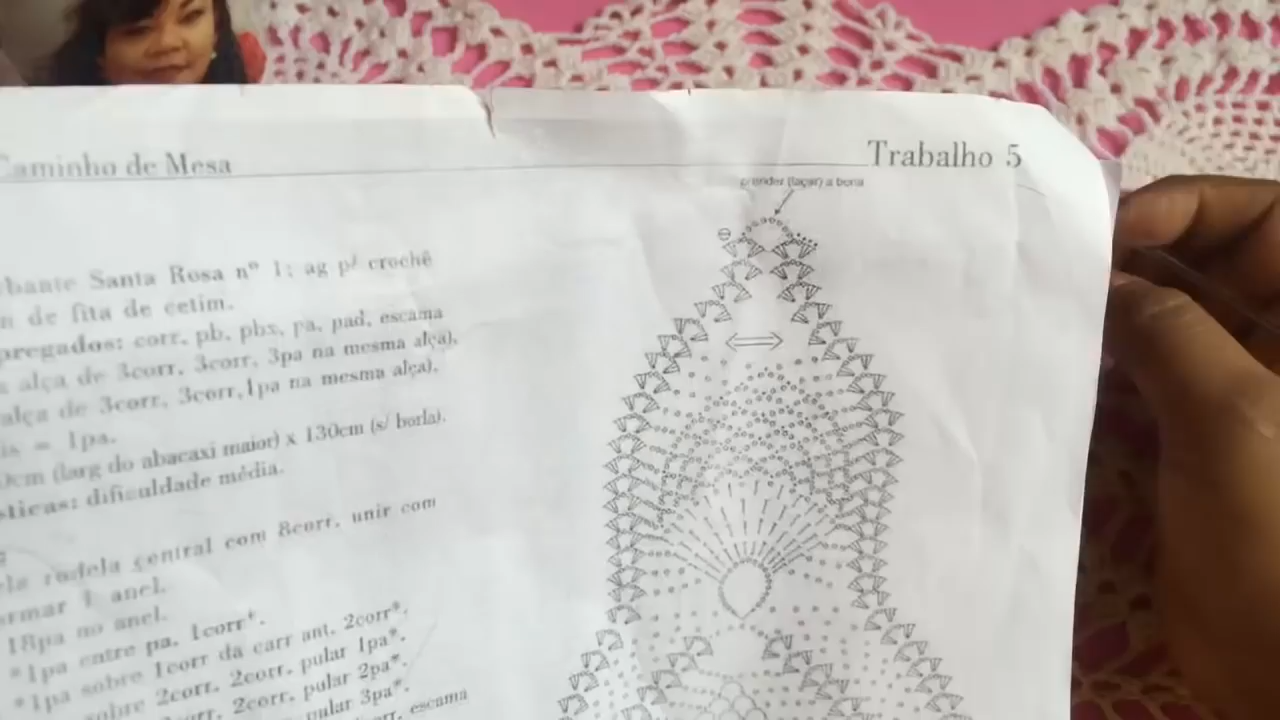 Caminho de Mesa
Trabalho 5
prender (laçar) a borla
bante Santa Rosa nº 1; ag p/ crochê
de fita de cetim.
pregados: corr, pb, pbx, pa, pad, escama
alça de 3corr, 3corr, 3pa na mesma alça),
alça de 3corr, 3corr,1pa na mesma alça),
is = 1pa.
0cm (larg do abacaxi maior) x 130cm (s/ borla).
sticas: dificuldade média.
rodela central com 8corr, unir com
rmar 1 anel.
18pa no anel.
*1pa entre pa, 1corr*.
*1pa sobre 1corr da carr ant, 2corr*.
sobre 2corr, 2corr, pular 1pa*.
2corr, pular 2pa*.
pular 3pa*.
escama